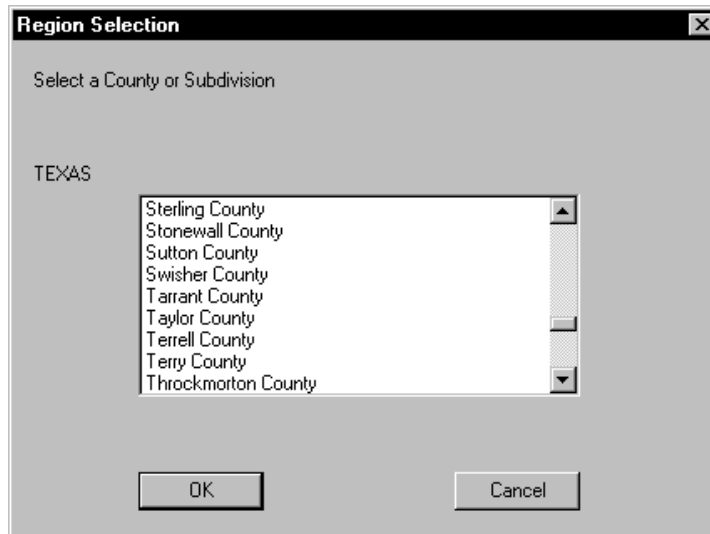 Region Selection
Select a County or Subdivision
TEXAS
Sterling County
Stonewall County
Sutton County
Swisher County
Tarrant County
Taylor County
Terrell County
Terry County
Throckmorton County
OK
Cancel